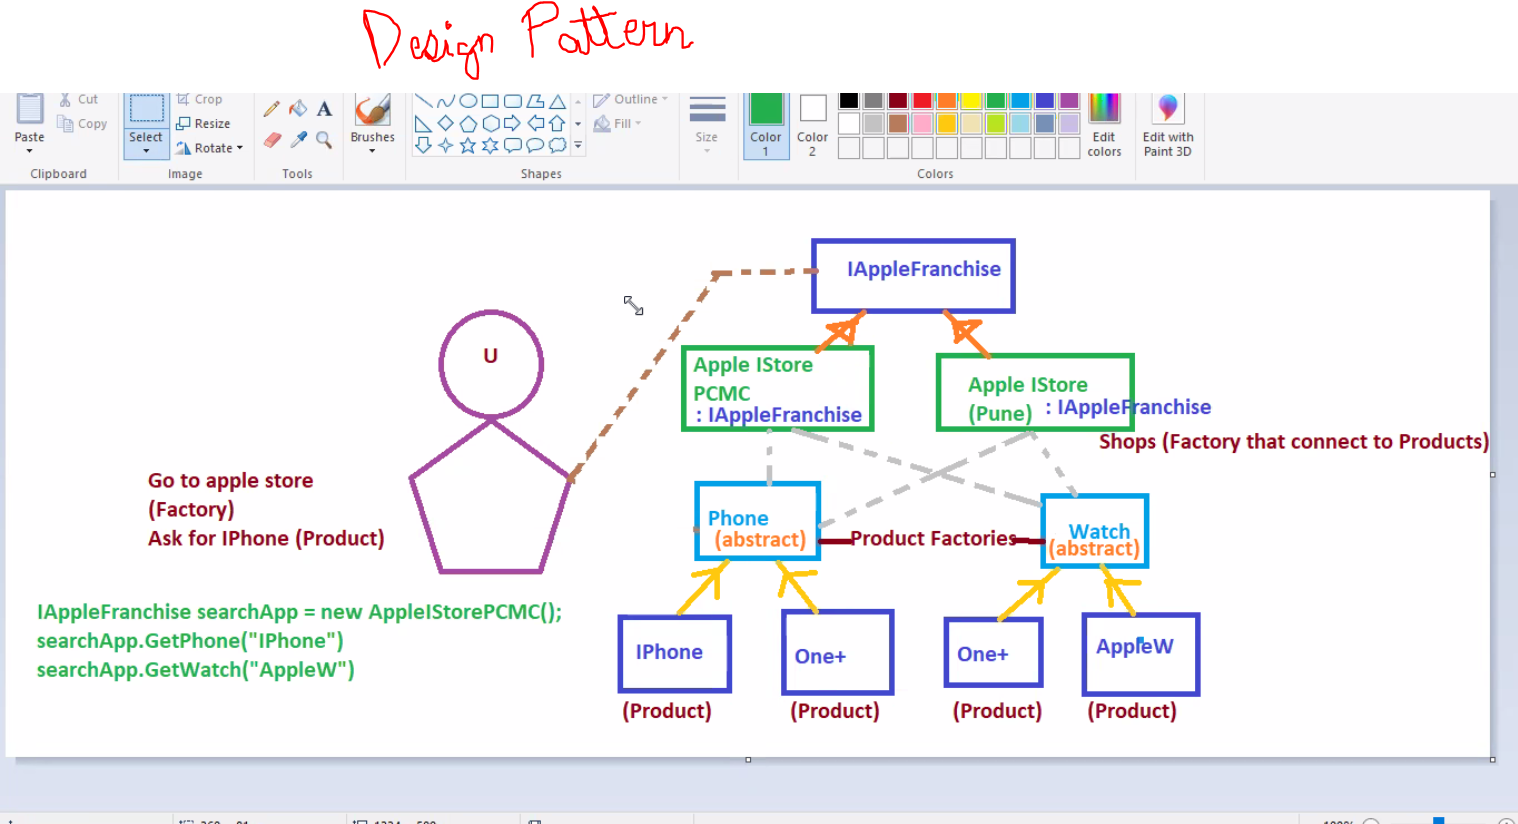 Design Pattern
Cut
Copy
Paste
Clipboard
Select
Crop
Resize
Rotate
Image
A
Tools
Brushes
Outline
Fill
Shapes
Size
Color
1
Color
2
Edit
colors
Edit with
Paint 3D
Colors
IAppleFranchise
U
Apple IStore
PCMC
: IAppleFranchise
Apple IStore
(Pune)
: IAppleFranchise
Shops (Factory that connect to Products)
Go to apple store
(Factory)
Ask for IPhone (Product)
Phone
(abstract)
Product Factories
Watch
(abstract)
IAppleFranchise searchApp = new AppleIStorePCMC();
searchApp.GetPhone("IPhone")
searchApp.GetWatch("AppleW")
IPhone
One+
One+
AppleW
(Product)
(Product)
(Product)
(Product)